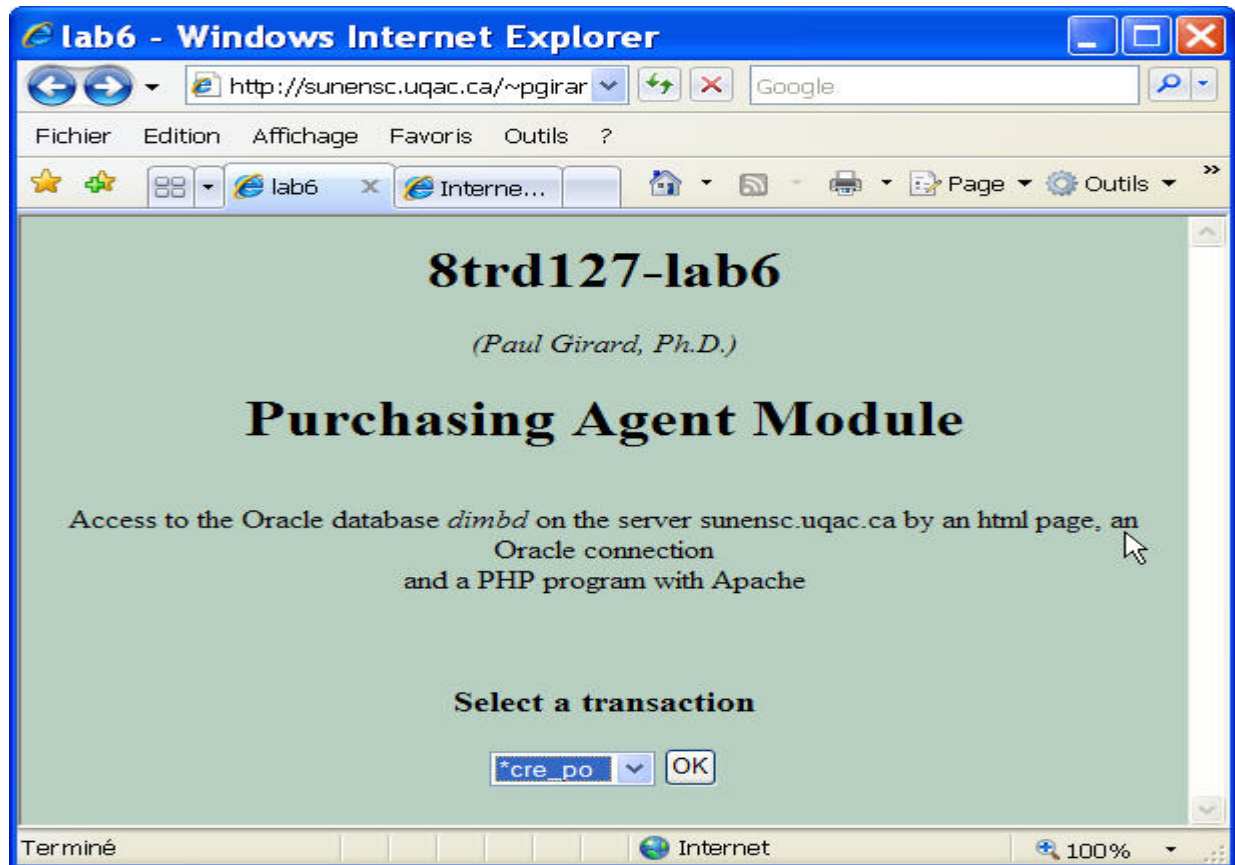 lab6 - Windows Internet Explorer
http://sunensc.uqac.ca/~pgirar
Google
Fichier Edition Affichage Favoris Outils ?
lab6 Interne... Page Outils »
8trd127-lab6
(Paul Girard, Ph.D.)
Purchasing Agent Module
Access to the Oracle database dimbd on the server sunensc.uqac.ca by an html page, an
Oracle connection
and a PHP program with Apache
Select a transaction
*cre_po OK
Terminé Internet 100%